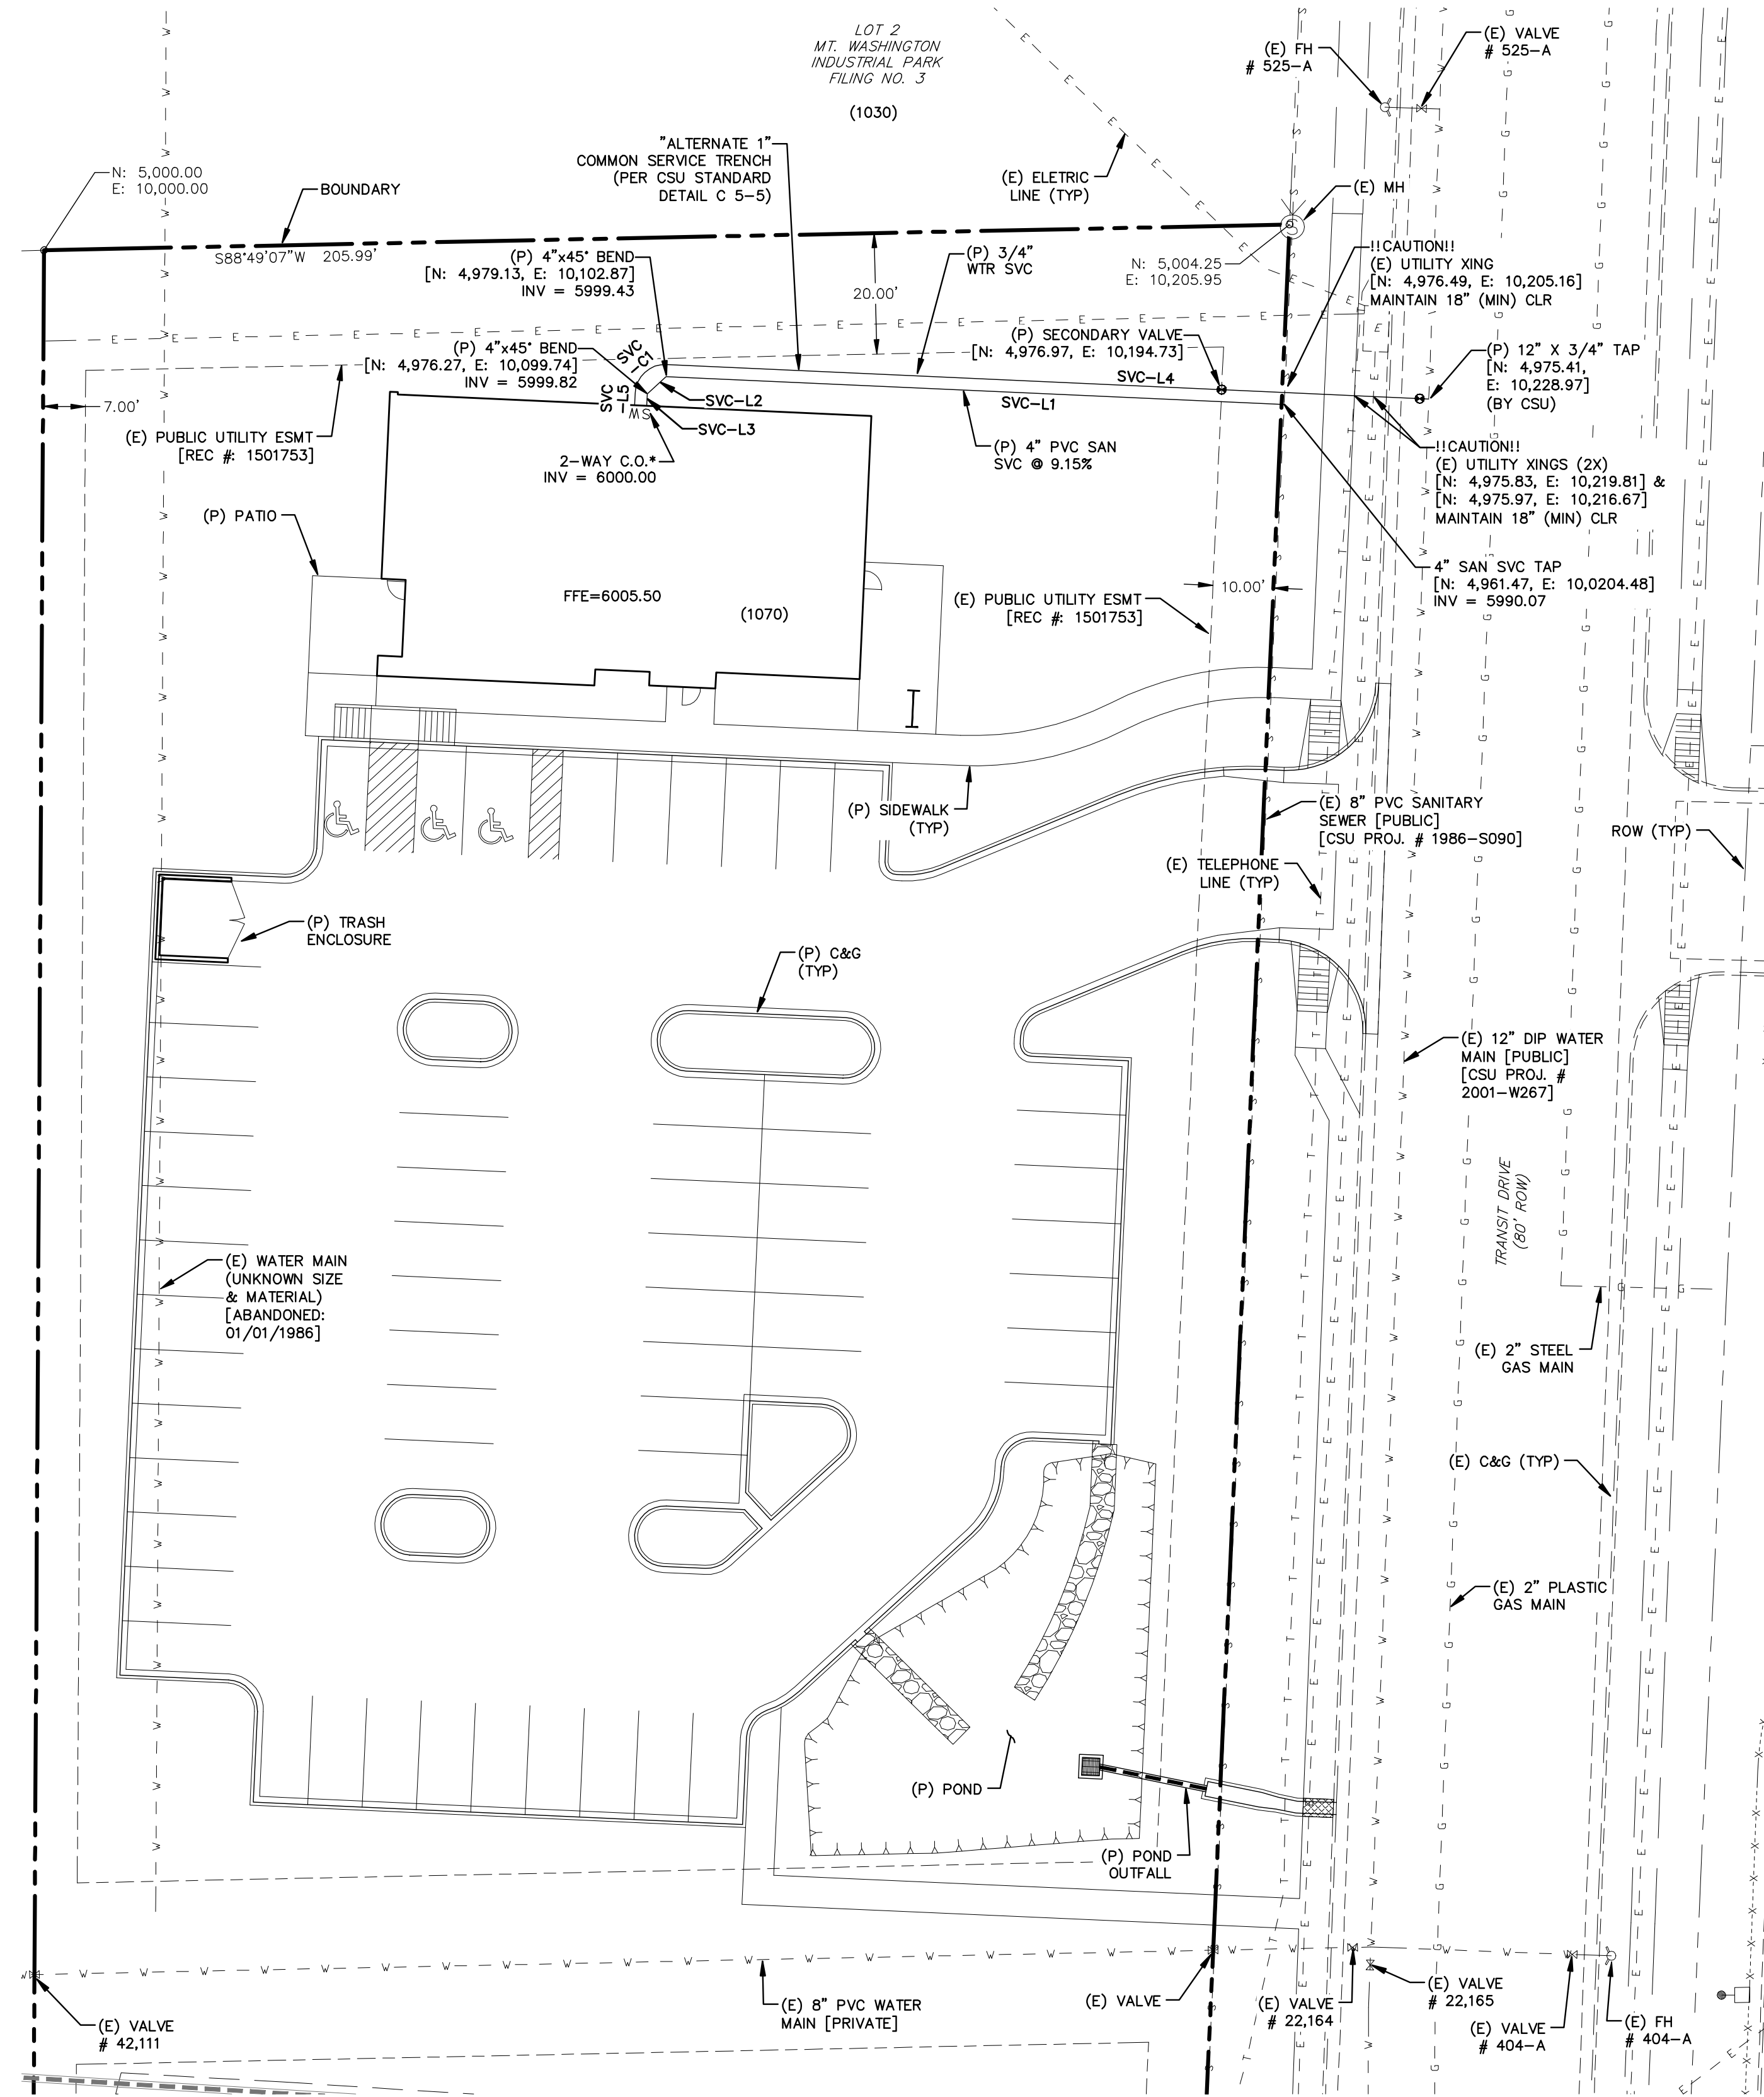 LOT 2
MT. WASHINGTON
INDUSTRIAL PARK
FILING NO. 3
(1030)
(E) FH
# 525-A
(E) VALVE
# 525-A
"ALTERNATE 1"
COMMON SERVICE TRENCH
(PER CSU STANDARD
DETAIL C 5-5)
(E) ELETRIC
LINE (TYP)
(E) MH
N: 5,000.00
E: 10,000.00
BOUNDARY
S88°49'07"W 205.99'
(P) 4"x45° BEND
[N: 4,979.13, E: 10,102.87]
INV = 5999.43
20.00'
(P) 3/4"
WTR SVC
N: 5,004.25
E: 10,205.95
!!CAUTION!!
(E) UTILITY XING
[N: 4,976.49, E: 10,205.16]
MAINTAIN 18" (MIN) CLR
(P) 4"x45° BEND
[N: 4,976.27, E: 10,099.74]
INV = 5999.82
SVC
-C1
(P) SECONDARY VALVE
[N: 4,976.97, E: 10,194.73]
(P) 12" X 3/4" TAP
[N: 4,975.41,
E: 10,228.97]
(BY CSU)
SVC-L4
SVC
-L5
SVC-L2
SVC-L1
SVC-L3
7.00'
(E) PUBLIC UTILITY ESMT
[REC #: 1501753]
W S
2-WAY C.O.*
INV = 6000.00
(P) 4" PVC SAN
SVC @ 9.15%
!!CAUTION!!
(E) UTILITY XINGS (2X)
[N: 4,975.83, E: 10,219.81] &
[N: 4,975.97, E: 10,216.67]
MAINTAIN 18" (MIN) CLR
(P) PATIO
FFE=6005.50
(1070)
(E) PUBLIC UTILITY ESMT
[REC #: 1501753]
10.00'
4" SAN SVC TAP
[N: 4,961.47, E: 10,0204.48]
INV = 5990.07
(P) SIDEWALK
(TYP)
(E) 8" PVC SANITARY
SEWER [PUBLIC]
[CSU PROJ. # 1986-S090]
ROW (TYP)
(E) TELEPHONE
LINE (TYP)
(P) TRASH
ENCLOSURE
(P) C&G
(TYP)
(E) 12" DIP WATER
MAIN [PUBLIC]
[CSU PROJ. #
2001-W267]
TRANSIT DRIVE
(80' ROW)
(E) WATER MAIN
(UNKNOWN SIZE
& MATERIAL)
[ABANDONED:
01/01/1986]
(E) 2" STEEL
GAS MAIN
(E) C&G (TYP)
(E) 2" PLASTIC
GAS MAIN
(P) POND
(P) POND
OUTFALL
(E) VALVE
# 42,111
(E) 8" PVC WATER
MAIN [PRIVATE]
(E) VALVE
(E) VALVE
# 22,164
(E) VALVE
# 22,165
(E) VALVE
# 404-A
(E) FH
# 404-A